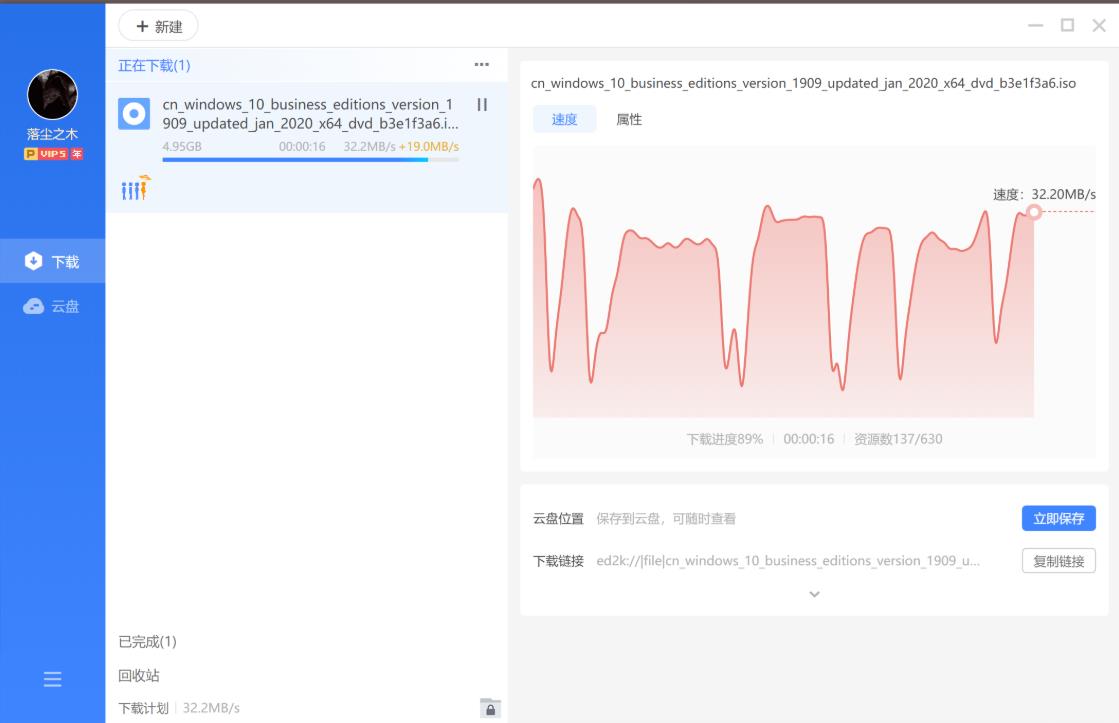 新建
落尘之木
P VIP5 年
下载
云盘
正在下载(1)
cn_windows_10_business_editions_version_1
909_updated_jan_2020_x64_dvd_b3e1f3a6.i...
4.95GB 00:00:16 32.2MB/s +19.0MB/s
已完成(1)
回收站
下载计划 32.2MB/s
cn_windows_10_business_editions_version_1909_updated_jan_2020_x64_dvd_b3e1f3a6.iso
速度 属性
速度：32.20MB/s
下载进度89% 00:00:16 资源数137/630
云盘位置 保存到云盘，可随时查看 立即保存
下载链接 ed2k://|file|cn_windows_10_business_editions_version_1909_u... 复制链接